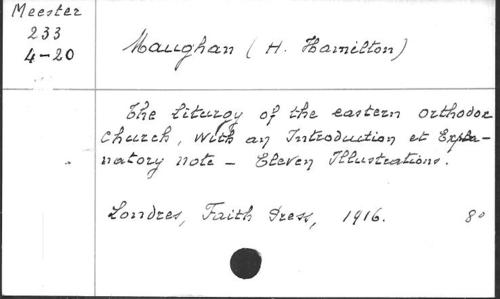 Meester
233
4-20
Maughan (H. Hamilton)
The liturgy of the eastern orthodox
Church, With an Introduction et Expla-
natory note - Eleven Illustrations.
Londres, Faith Press, 1916. 8°